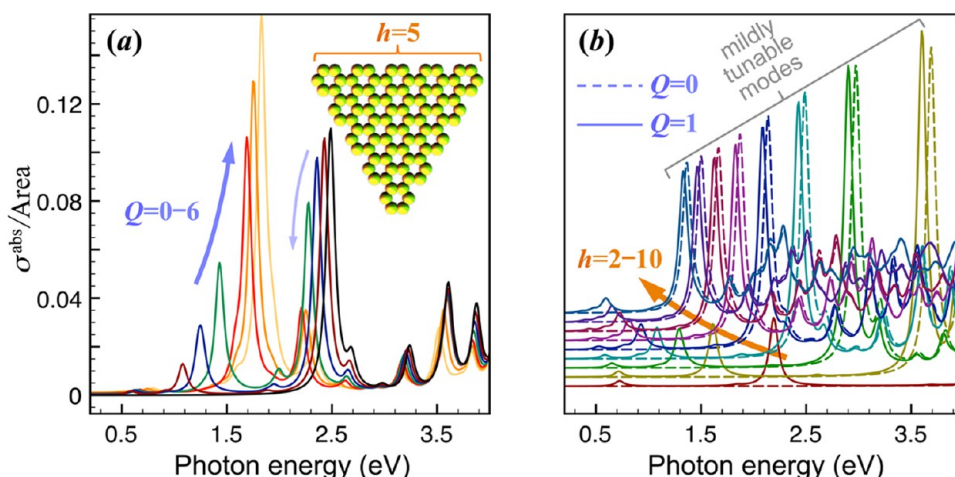 (a)
h=5
Q=0–6
σabs/Area
0.12
0.08
0.04
0
0.5
1.5
2.5
3.5
Photon energy (eV)
(b)
mildly
tunable
modes
Q=0
Q=1
h=2–10
0.5
1.5
2.5
3.5
Photon energy (eV)